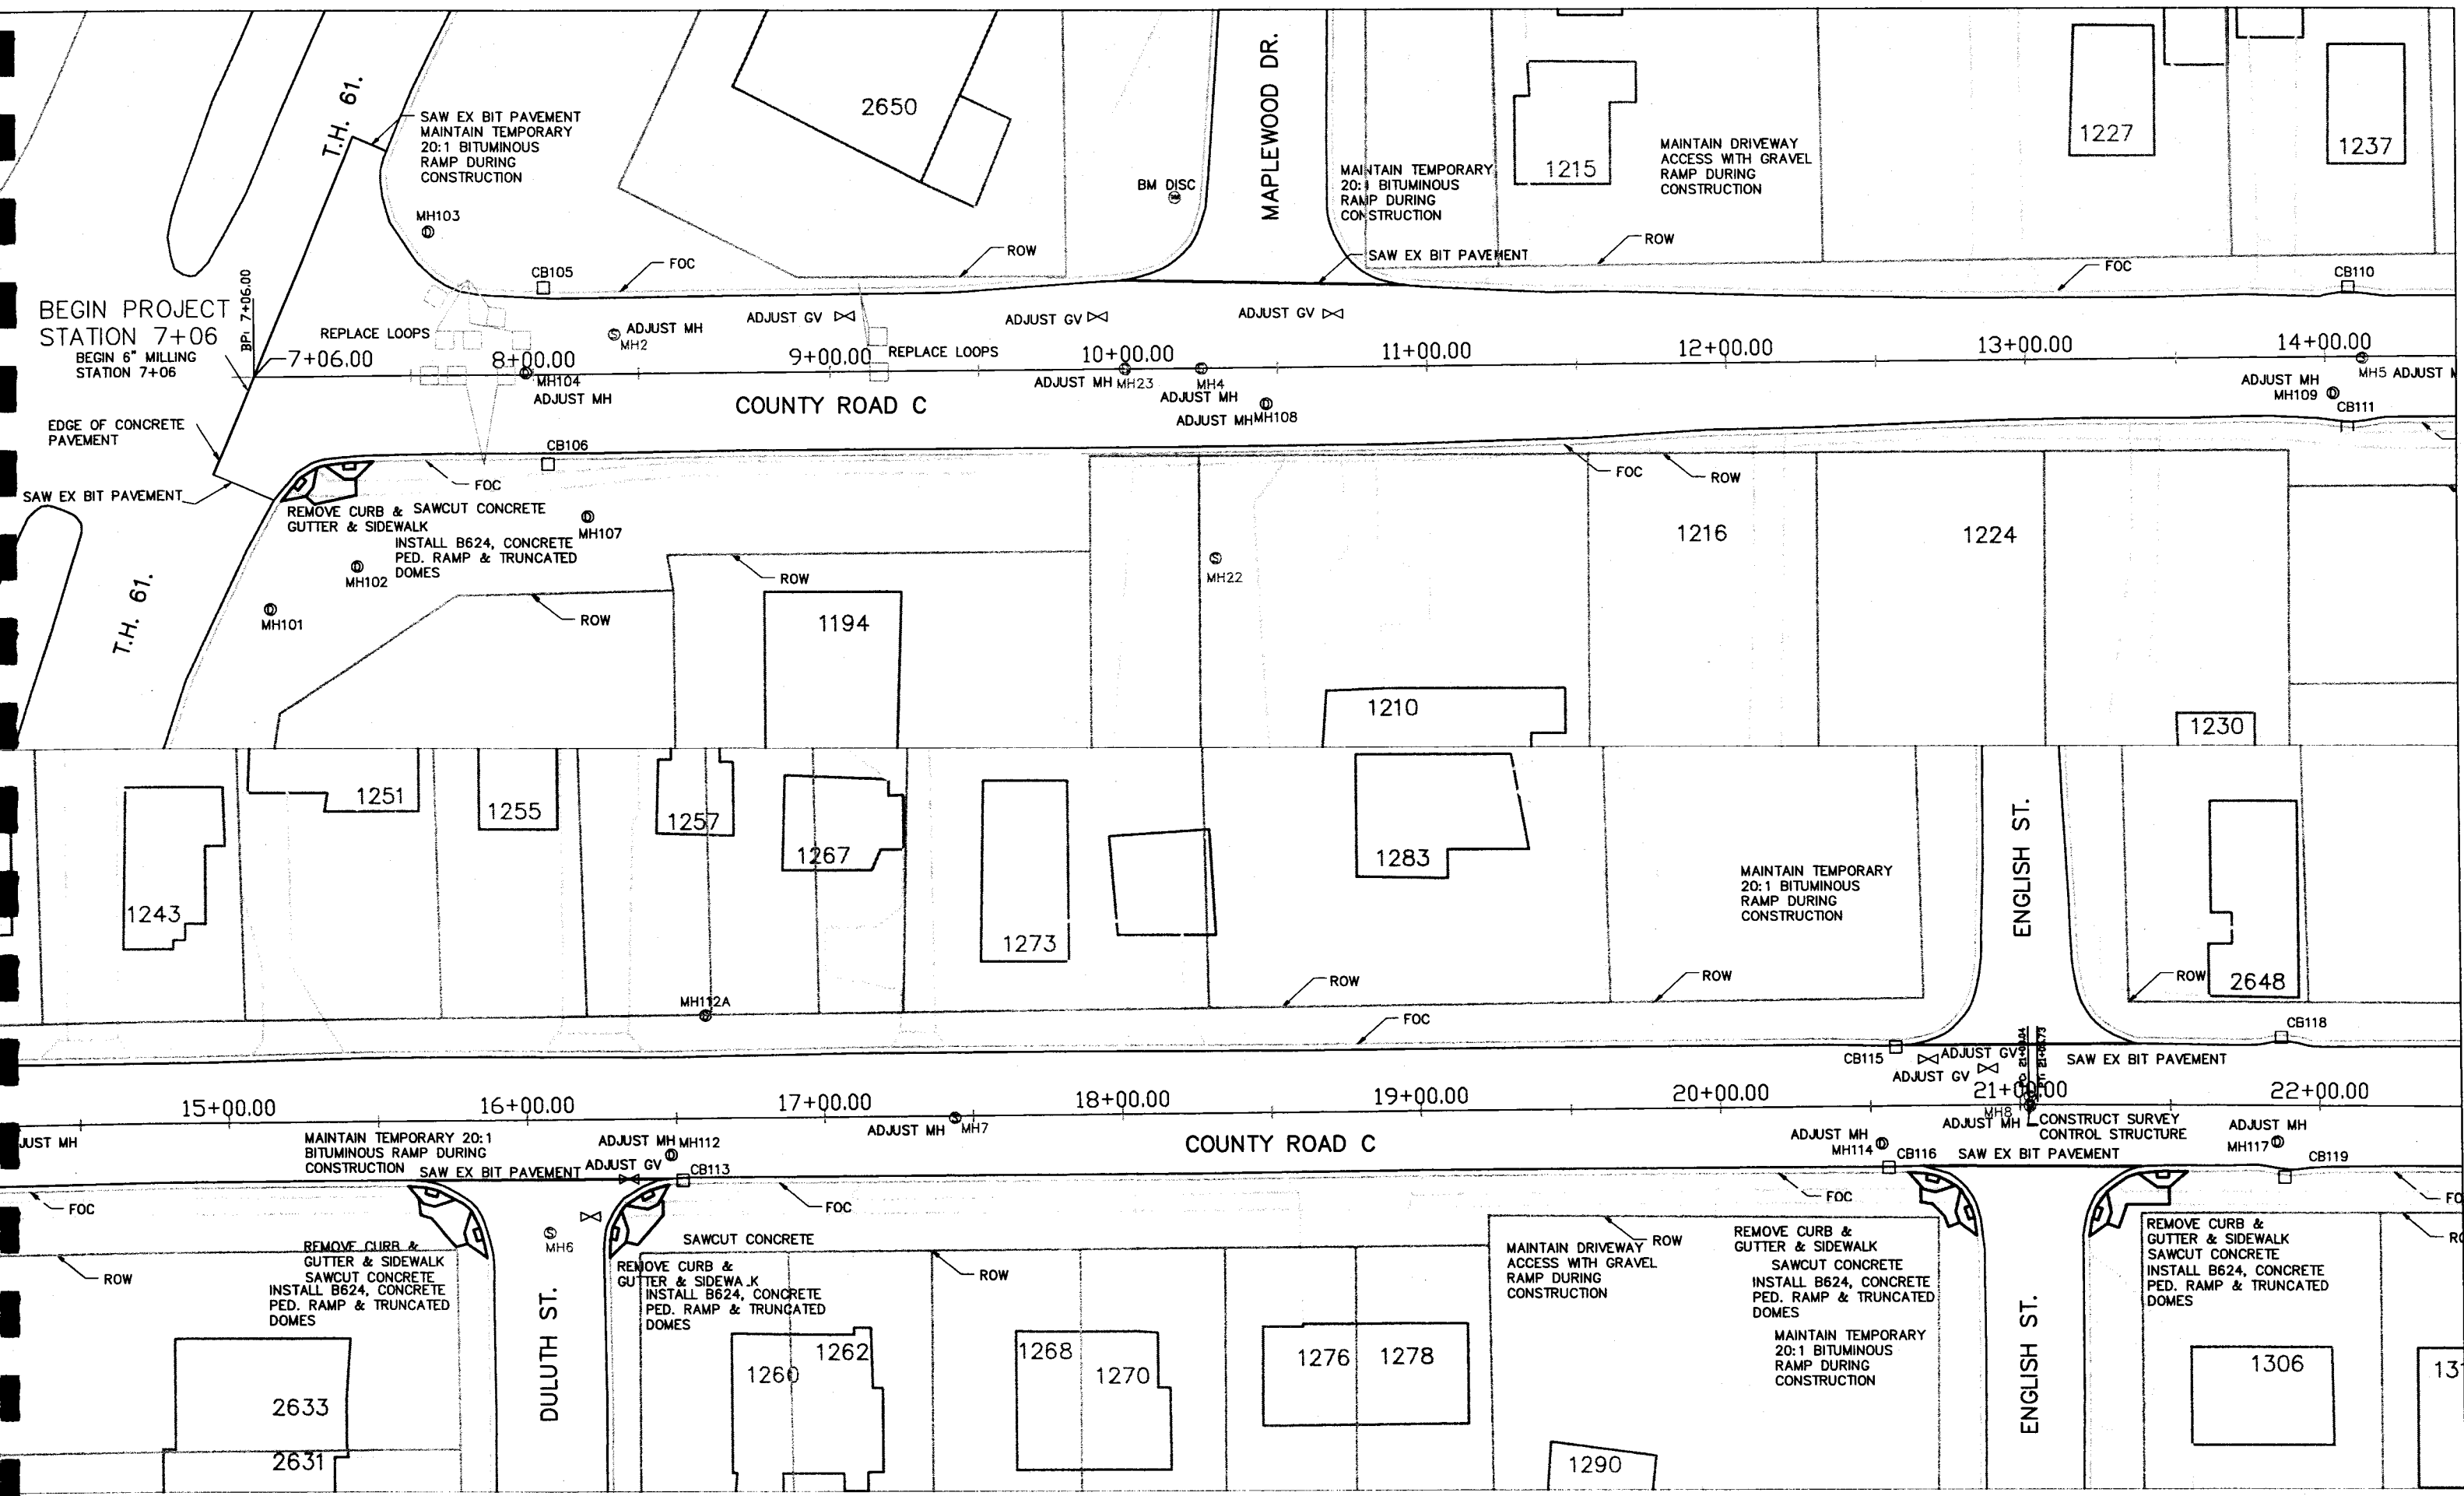 T.H. 61.
SAW EX BIT PAVEMENT
MAINTAIN TEMPORARY
20:1 BITUMINOUS
RAMP DURING
CONSTRUCTION
2650
MAPLEWOOD DR.
BM DISC
MAINTAIN TEMPORARY
20:1 BITUMINOUS
RAMP DURING
CONSTRUCTION
1215
MAINTAIN DRIVEWAY
ACCESS WITH GRAVEL
RAMP DURING
CONSTRUCTION
1227
1237
MH103
CB105
FOC
ROW
SAW EX BIT PAVEMENT
ROW
FOC
CB110
BEGIN PROJECT
STATION 7+06
BEGIN 6" MILLING
STATION 7+06
BP: 7+06.00
REPLACE LOOPS
ADJUST MH
MH2
ADJUST GV
ADJUST GV
ADJUST GV
REPLACE LOOPS
7+06.00
8+00.00
9+00.00
10+00.00
11+00.00
12+00.00
13+00.00
14+00.00
MH104
ADJUST MH
COUNTY ROAD C
ADJUST MH MH23
MH4
ADJUST MH
ADJUST MH MH108
ADJUST MH
MH109
MH5 ADJUST
CB111
EDGE OF CONCRETE
PAVEMENT
CB106
SAW EX BIT PAVEMENT
FOC
FOC
ROW
REMOVE CURB &
GUTTER & SIDEWALK
SAWCUT CONCRETE
INSTALL B624, CONCRETE
PED. RAMP & TRUNCATED
DOMES
MH107
MH102
MH101
T.H. 61.
ROW
ROW
1194
MH22
1216
1224
1210
1230
1243
1251
1255
1257
1267
1273
1283
MAINTAIN TEMPORARY
20:1 BITUMINOUS
RAMP DURING
CONSTRUCTION
ENGLISH ST.
2648
MH112A
ROW
ROW
ROW
FOC
CB115
ADJUST GV
ADJUST GV
SAW EX BIT PAVEMENT
CB118
15+00.00
16+00.00
17+00.00
18+00.00
19+00.00
20+00.00
21+00.00
22+00.00
JUST MH
MAINTAIN TEMPORARY 20:1
BITUMINOUS RAMP DURING
CONSTRUCTION
SAW EX BIT PAVEMENT
ADJUST MH MH112
ADJUST GV
CB113
ADJUST MH MH7
COUNTY ROAD C
ADJUST MH
MH114
CB116
MH8
ADJUST MH
CONSTRUCT SURVEY
CONTROL STRUCTURE
SAW EX BIT PAVEMENT
ADJUST MH
MH117
CB119
FOC
FOC
FOC
FO
ROW
REMOVE CURB &
GUTTER & SIDEWALK
SAWCUT CONCRETE
INSTALL B624, CONCRETE
PED. RAMP & TRUNCATED
DOMES
MH6
DULUTH ST.
SAWCUT CONCRETE
REMOVE CURB &
GUTTER & SIDEWALK
INSTALL B624, CONCRETE
PED. RAMP & TRUNCATED
DOMES
ROW
MAINTAIN DRIVEWAY
ACCESS WITH GRAVEL
RAMP DURING
CONSTRUCTION
ROW
REMOVE CURB &
GUTTER & SIDEWALK
SAWCUT CONCRETE
INSTALL B624, CONCRETE
PED. RAMP & TRUNCATED
DOMES
MAINTAIN TEMPORARY
20:1 BITUMINOUS
RAMP DURING
CONSTRUCTION
ENGLISH ST.
REMOVE CURB &
GUTTER & SIDEWALK
SAWCUT CONCRETE
INSTALL B624, CONCRETE
PED. RAMP & TRUNCATED
DOMES
RO
2633
2631
1260
1262
1268
1270
1276
1278
1290
1306
131